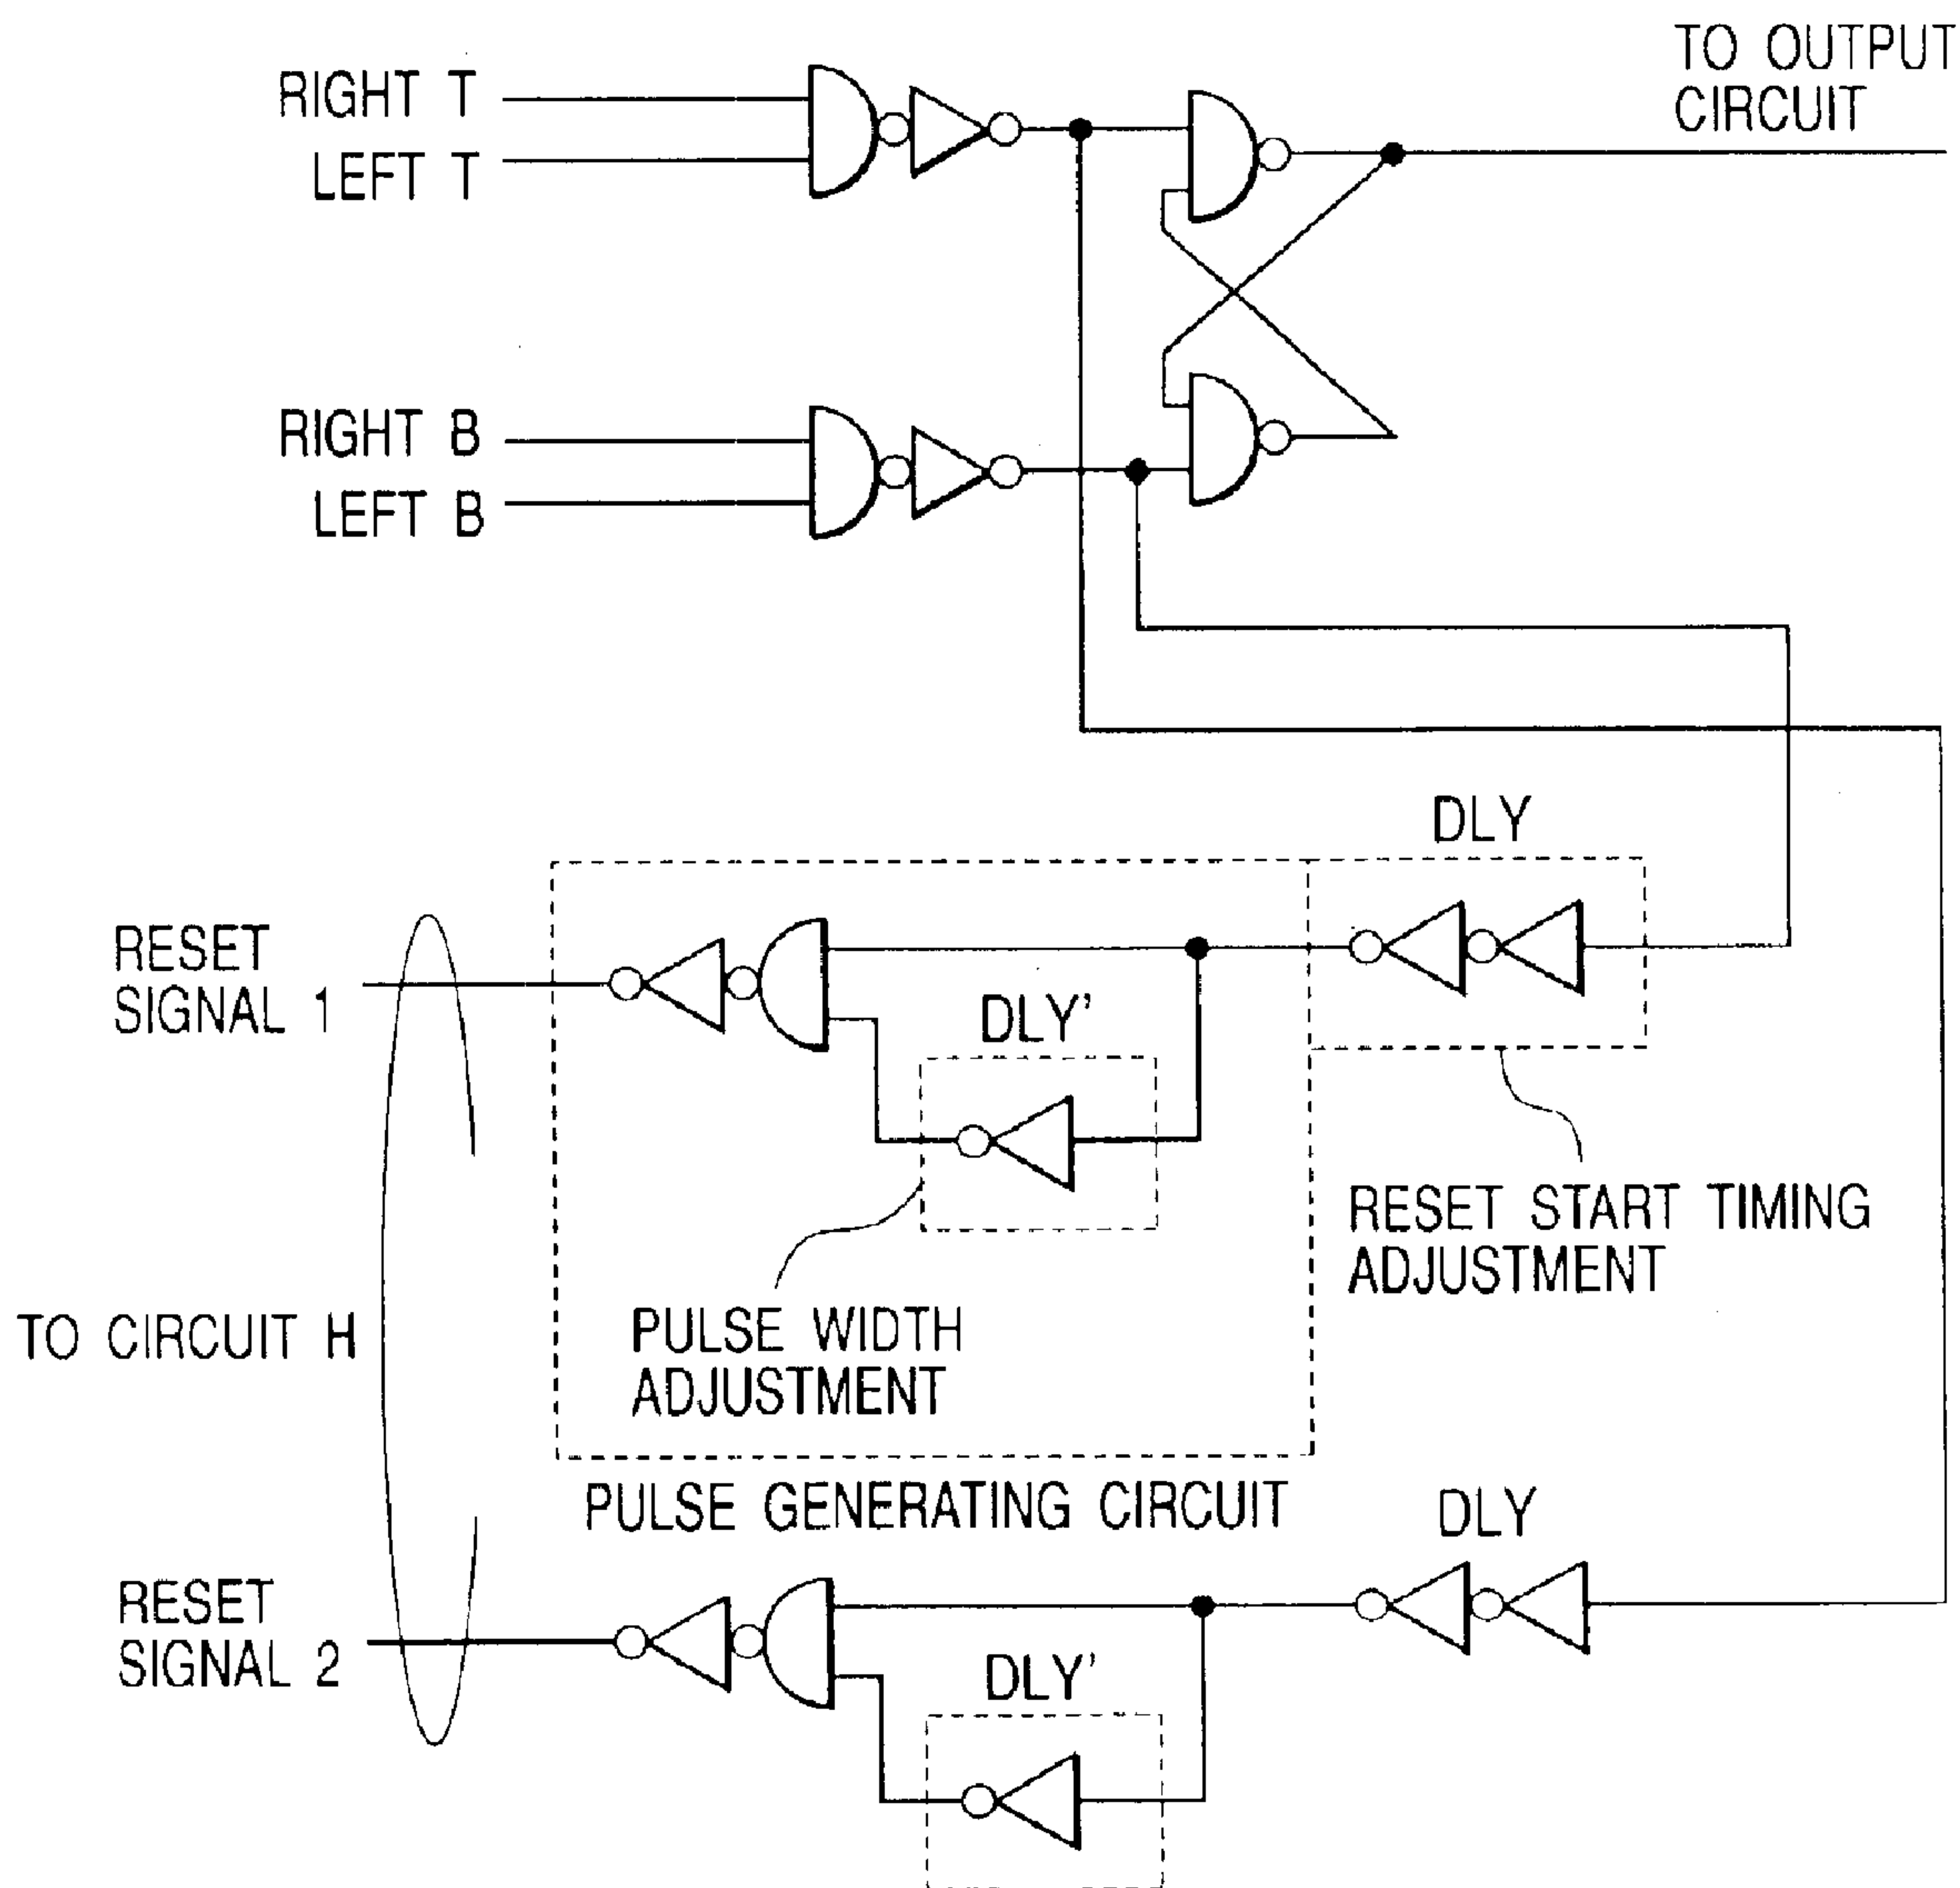 TO OUTPUT
CIRCUIT
RIGHT T
LEFT T
RIGHT B
LEFT B
DLY
RESET
SIGNAL 1
DLY'
RESET START TIMING
ADJUSTMENT
PULSE WIDTH
ADJUSTMENT
TO CIRCUIT H
PULSE GENERATING CIRCUIT
DLY
RESET
SIGNAL 2
DLY'